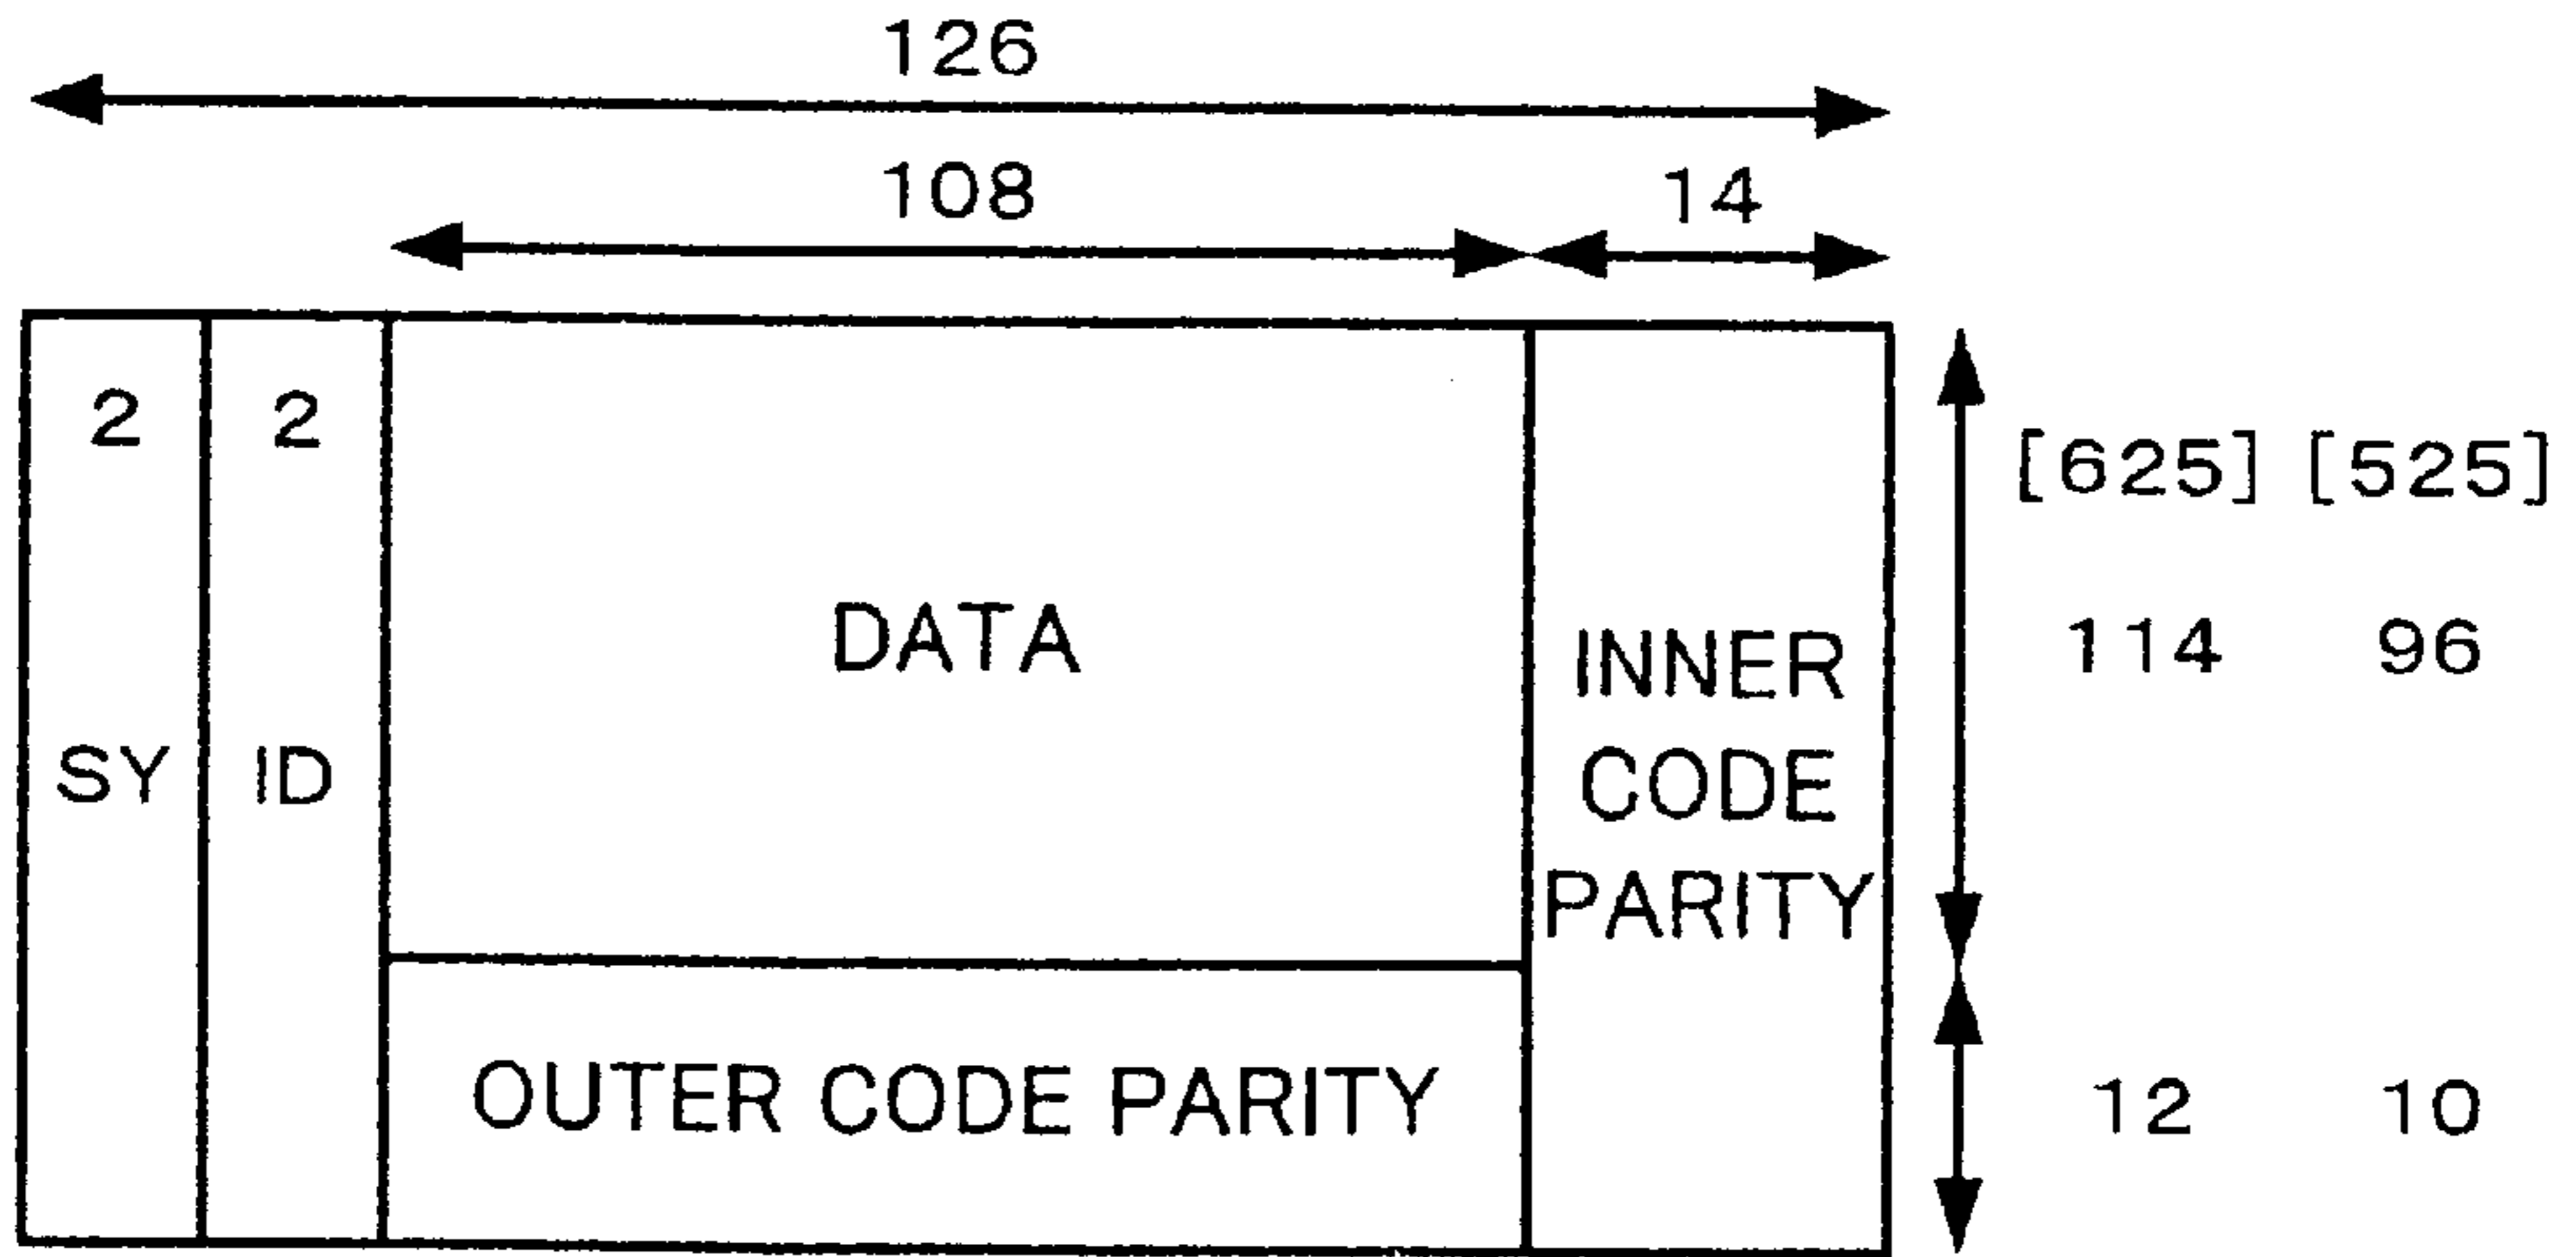 126
108 14
2 2
[625] [525]
DATA
114 96
INNER
CODE
PARITY
SY ID
OUTER CODE PARITY
12 10